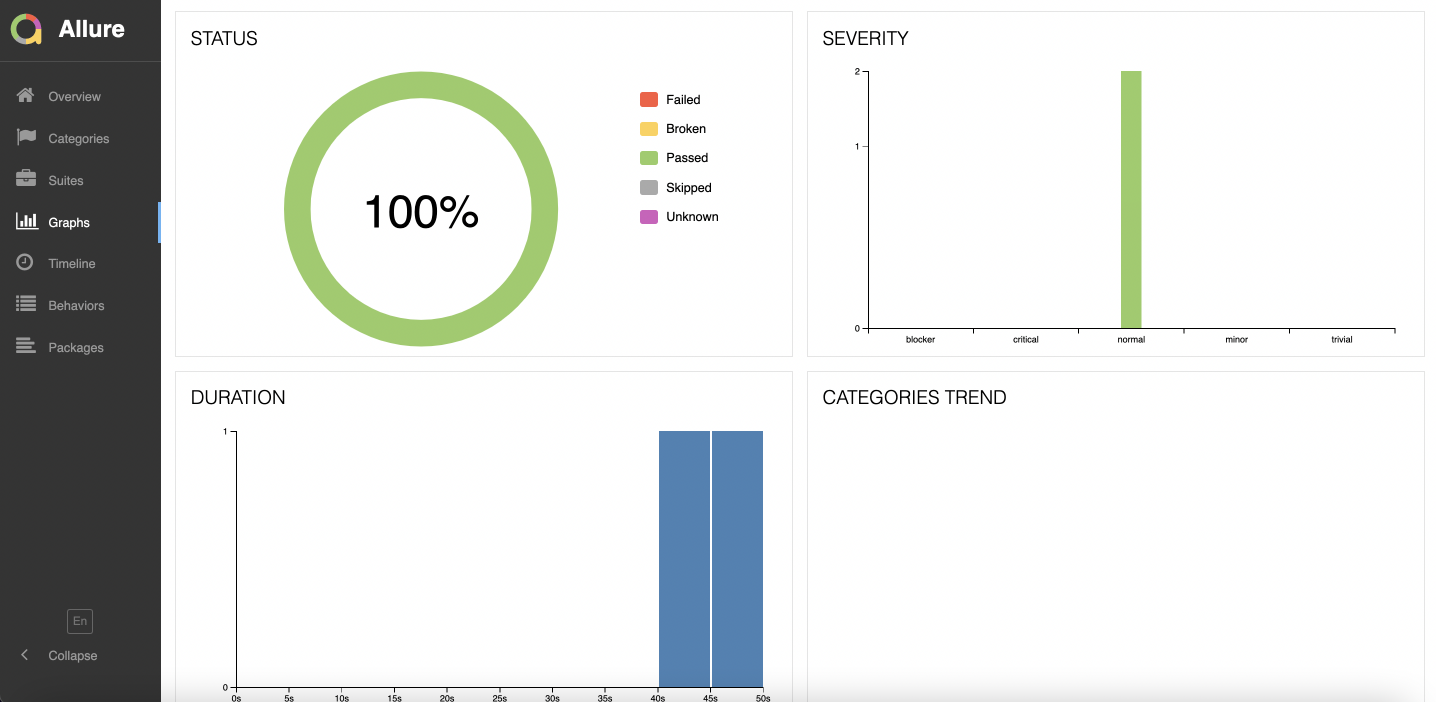 Allure
Overview
Categories
Suites
Graphs
Timeline
Behaviors
Packages
En
Collapse
STATUS
100%
Failed
Broken
Passed
Skipped
Unknown
SEVERITY
2
1
0
blocker critical normal minor trivial
DURATION
1
0
0s 5s 10s 15s 20s 25s 30s 35s 40s 45s 50s
CATEGORIES TREND